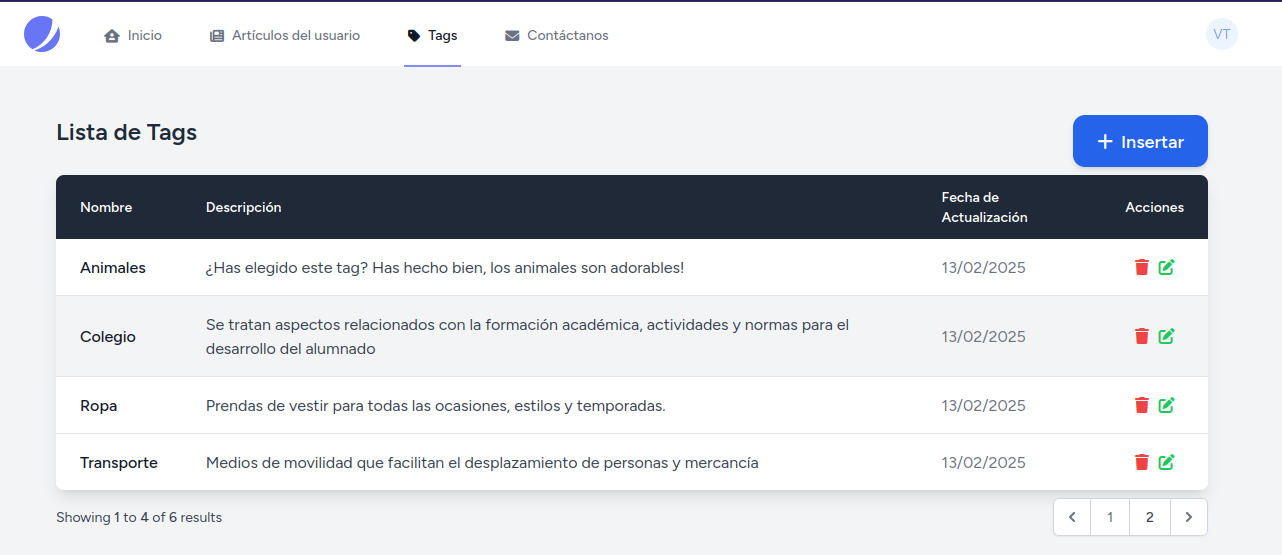 Inicio Artículos del usuario Tags Contáctanos VT
Lista de Tags
Insertar
Nombre Descripción Fecha de Actualización Acciones
Animales ¿Has elegido este tag? Has hecho bien, los animales son adorables! 13/02/2025
Colegio Se tratan aspectos relacionados con la formación académica, actividades y normas para el
desarrollo del alumnado 13/02/2025
Ropa Prendas de vestir para todas las ocasiones, estilos y temporadas. 13/02/2025
Transporte Medios de movilidad que facilitan el desplazamiento de personas y mercancía 13/02/2025
Showing 1 to 4 of 6 results 1 2